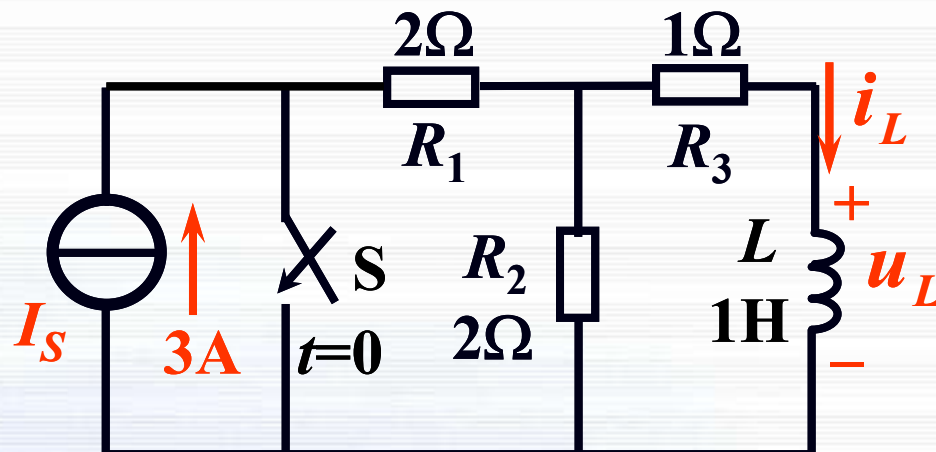 2Ω
1Ω
R1
R3
iL
+
L
uL
1H
−
R2
2Ω
S
t=0
IS
3A